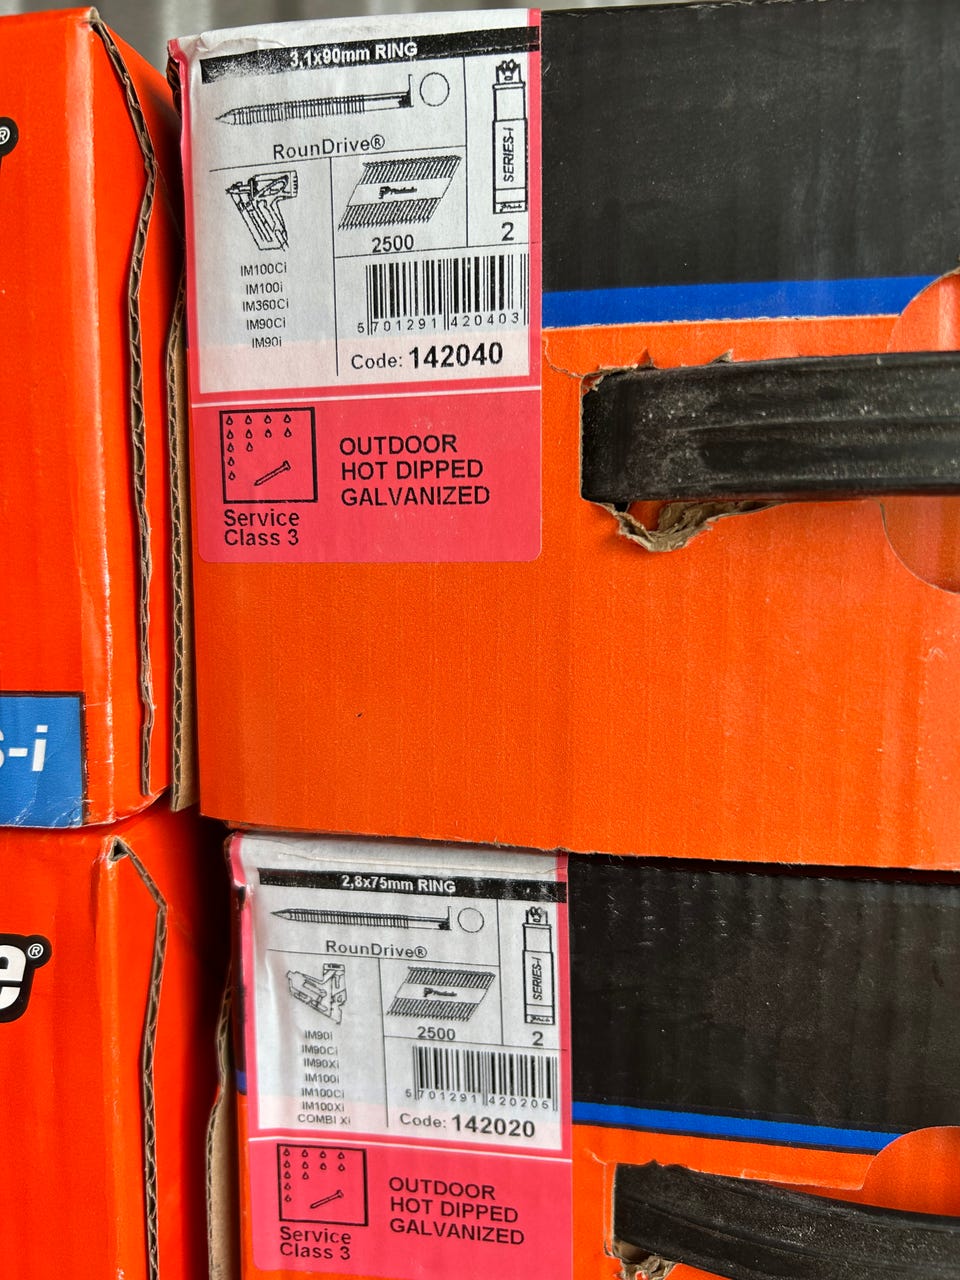 ®
3,1x90mm RING
RounDrive®
SERIES-i
2500
2
IM100Ci
IM100i
IM360Ci
IM90Ci
IM90i
5 701291 420403
Code: 142040
OUTDOOR
HOT DIPPED
GALVANIZED
Service
Class 3
S-i
e®
2,8x75mm RING
RounDrive®
SERIES-i
2500
2
IM90i
IM90Ci
IM90Xi
IM100i
IM100Ci
IM100Xi
COMBI Xi
5 701291 420205
Code: 142020
OUTDOOR
HOT DIPPED
GALVANIZED
Service
Class 3